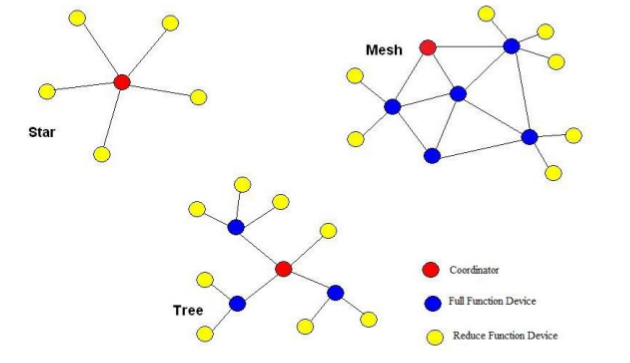 Mesh
Star
Tree
Coordinator
Full Function Device
Reduce Function Device